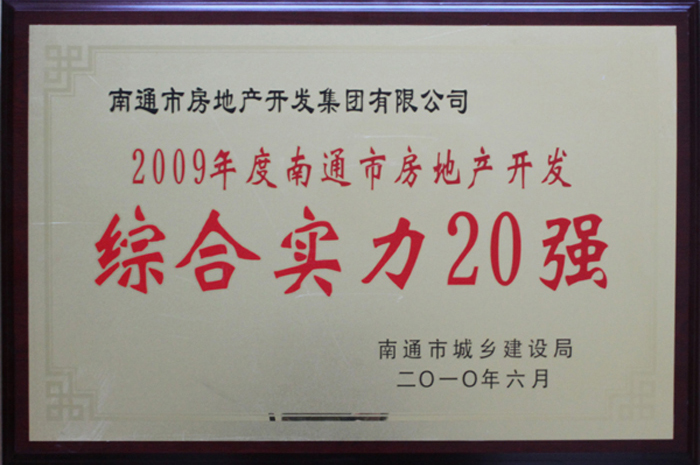 南通市房地产开发集团有限公司
2009年度南通市房地产开发
综合实力20强
南通市城乡建设局
二〇一〇年六月